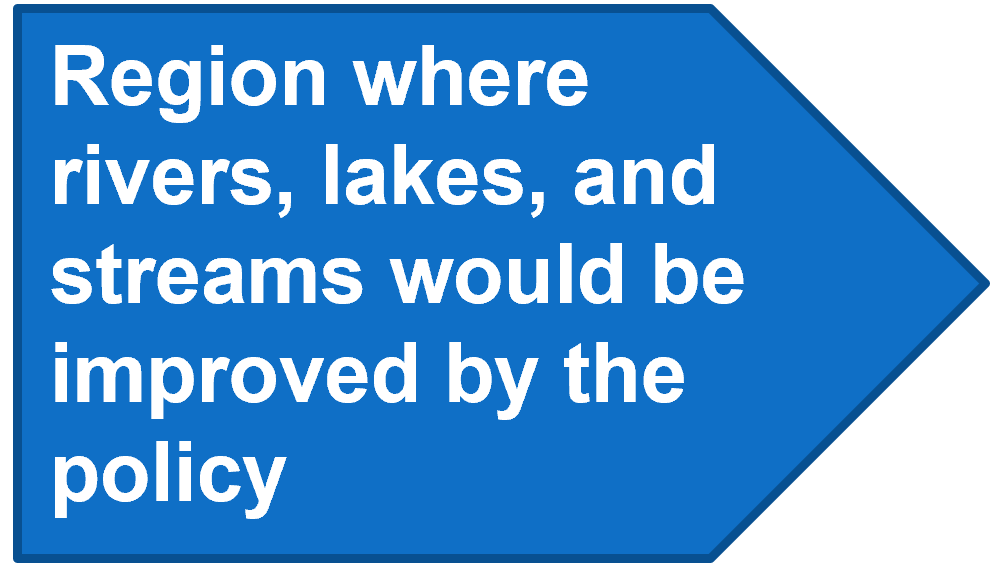 Region where
rivers, lakes, and
streams would be
improved by the
policy